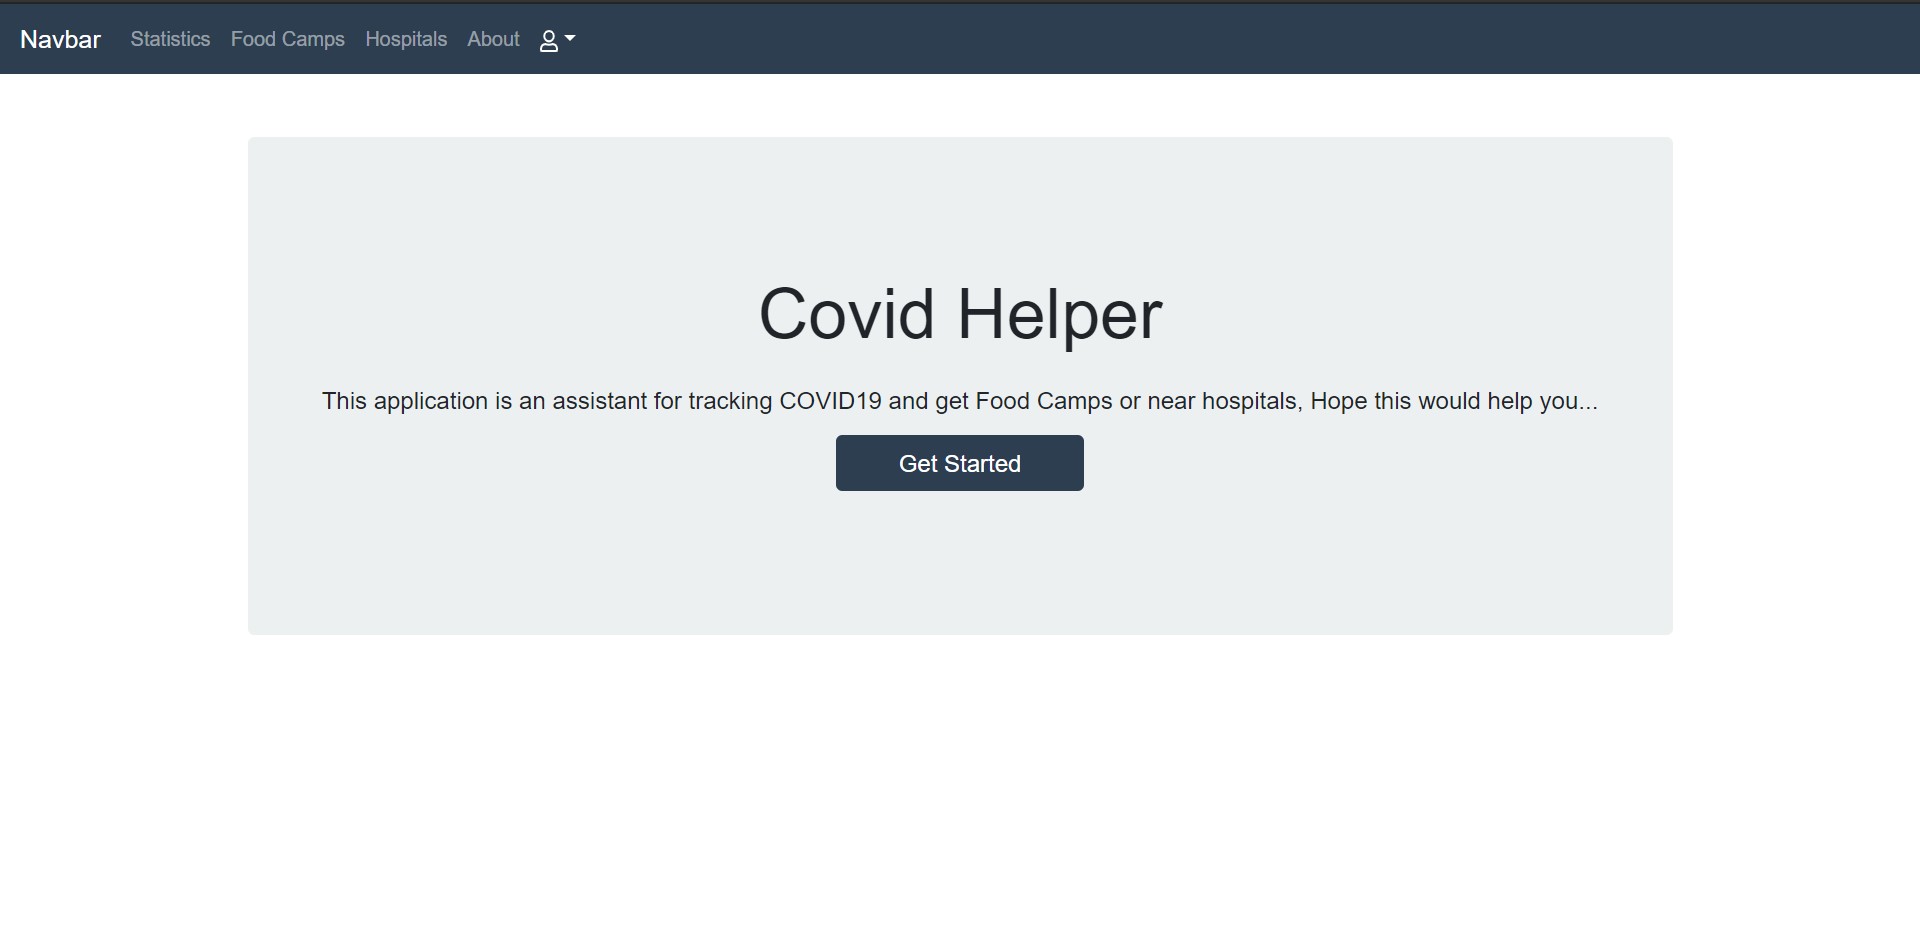 Navbar Statistics Food Camps Hospitals About
Covid Helper
This application is an assistant for tracking COVID19 and get Food Camps or near hospitals, Hope this would help you...
Get Started